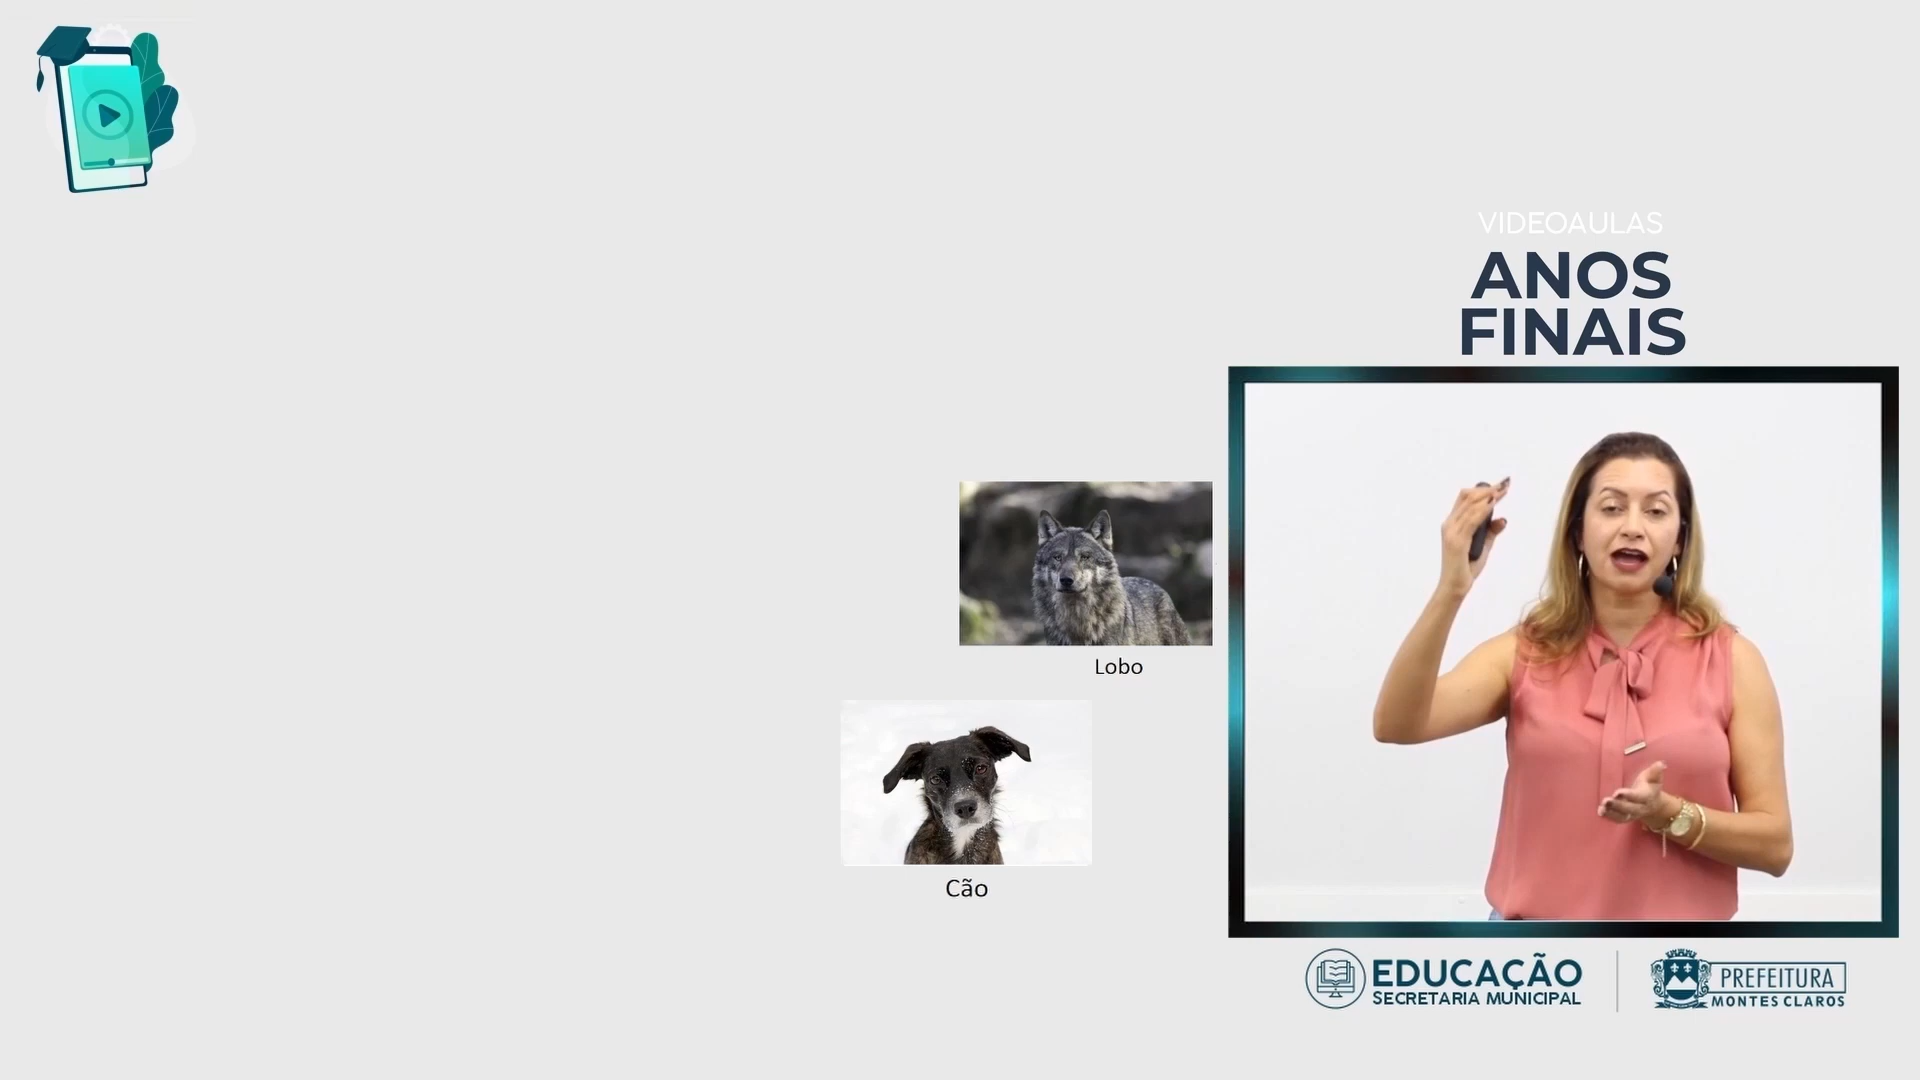 VIDEOAULAS
ANOS
FINAIS
Lobo
Cão
EDUCAÇÃO
SECRETARIA MUNICIPAL
PREFEITURA
MONTES CLAROS